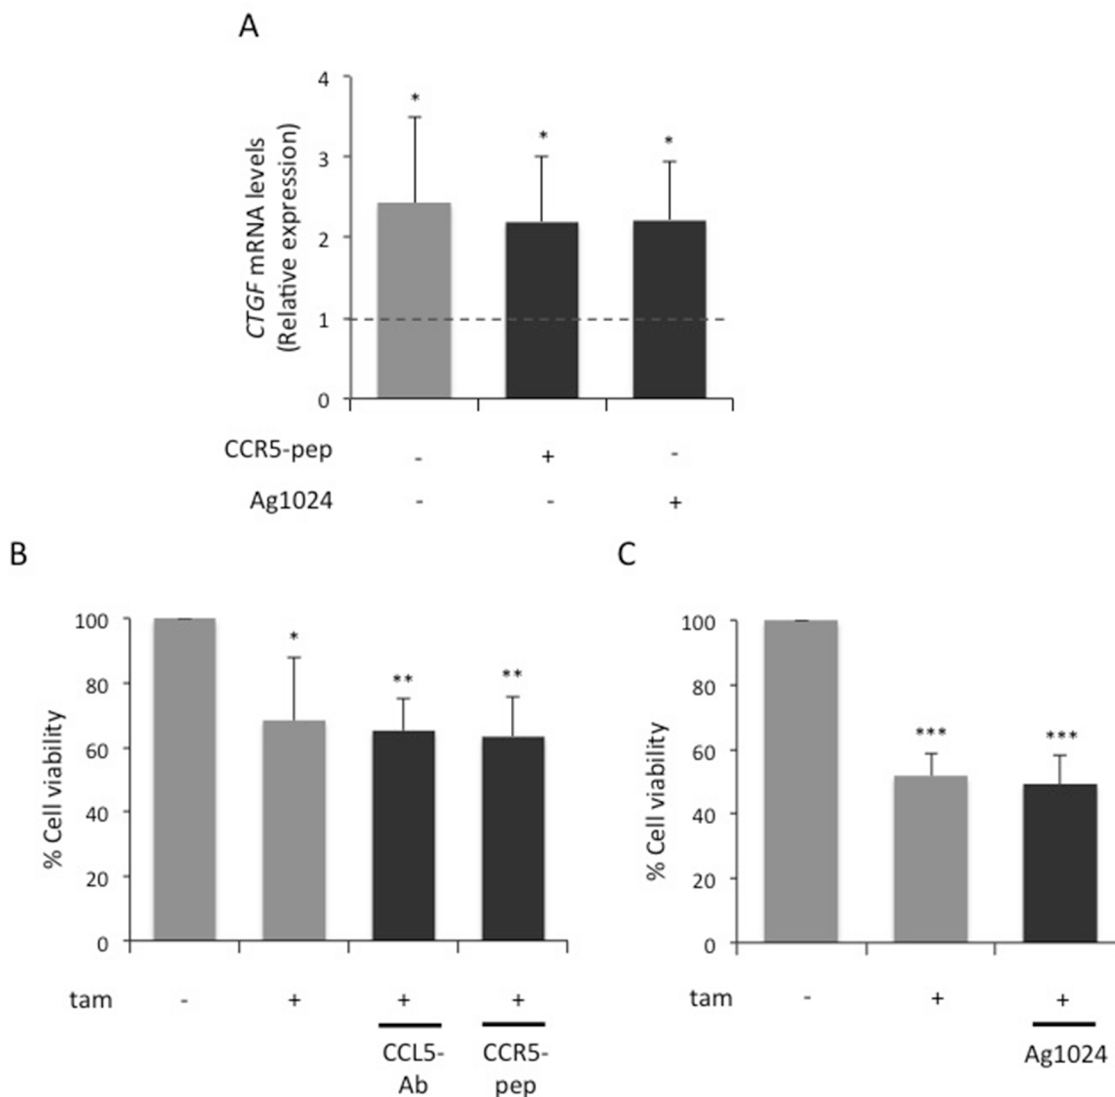 A
CTGF mRNA levels
(Relative expression)
4
3
2
1
0
* * *
CCR5-pep - + -
Ag1024 - - +
B
% Cell viability
100
80
60
40
20
0
* ** **
tam - + + +
CCL5- CCR5-
Ab pep
C
% Cell viability
100
80
60
40
20
0
*** ***
tam - + +
Ag1024